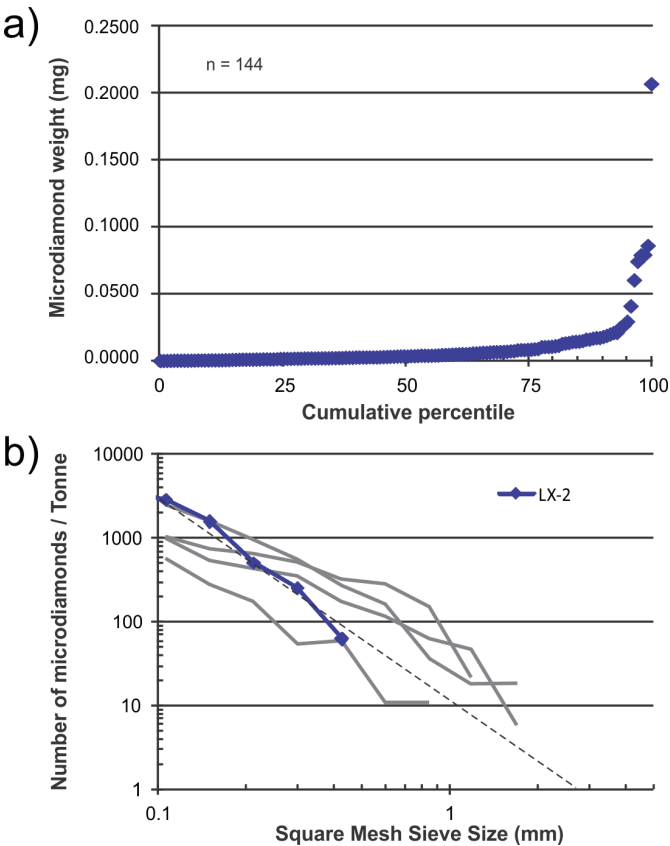 a)
Microdiamond weight (mg)
0.2500
0.2000
0.1500
0.1000
0.0500
0.0000
n = 144
0 25 50 75 100
Cumulative percentile
b)
Number of microdiamonds / Tonne
10000
1000
100
10
1
LX-2
0.1 1
Square Mesh Sieve Size (mm)